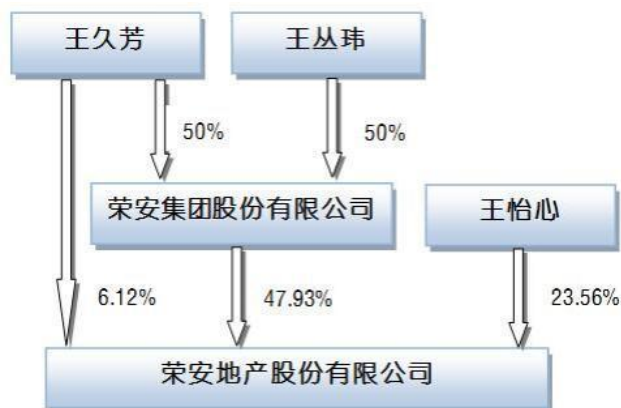 王久芳
王丛玮
50%
50%
荣安集团股份有限公司
王怡心
6.12%
47.93%
23.56%
荣安地产股份有限公司